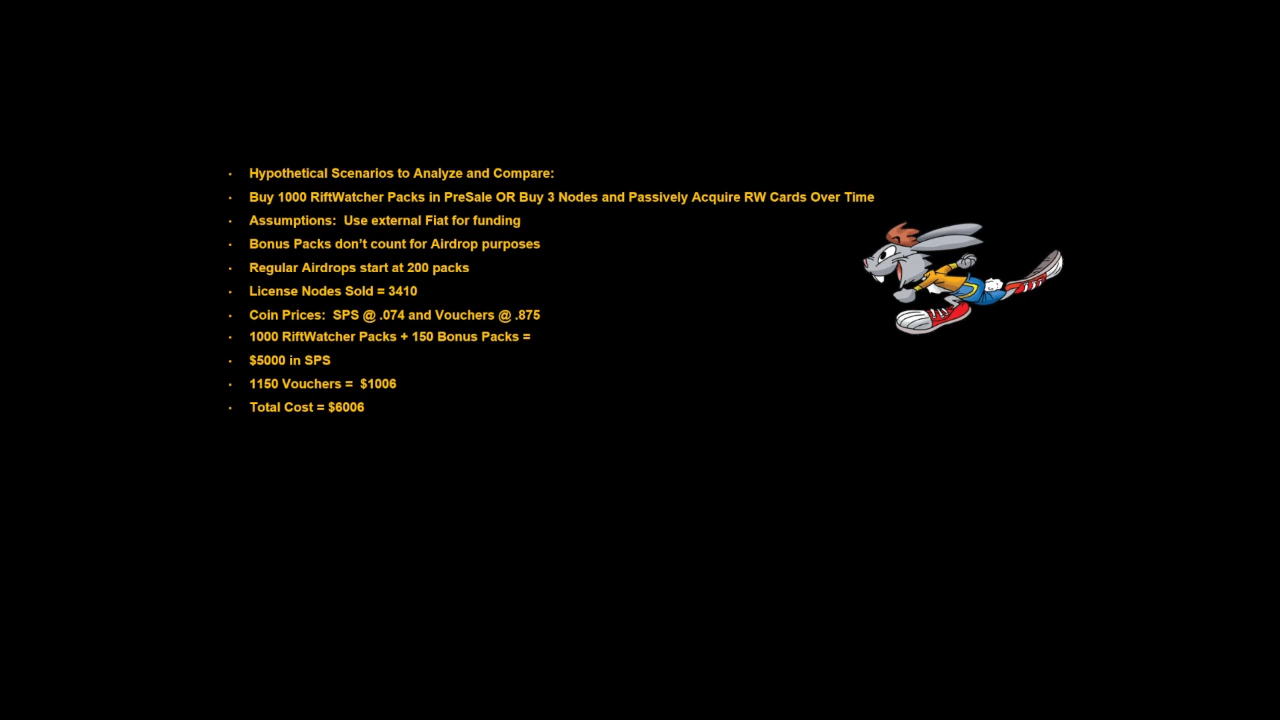 • Hypothetical Scenarios to Analyze and Compare:
• Buy 1000 RiftWatcher Packs in PreSale OR Buy 3 Nodes and Passively Acquire RW Cards Over Time
• Assumptions:  Use external Fiat for funding
• Bonus Packs don’t count for Airdrop purposes
• Regular Airdrops start at 200 packs
• License Nodes Sold = 3410
• Coin Prices:  SPS @ .074 and Vouchers @ .875
• 1000 RiftWatcher Packs + 150 Bonus Packs =
• $5000 in SPS
• 1150 Vouchers =  $1006
• Total Cost = $6006